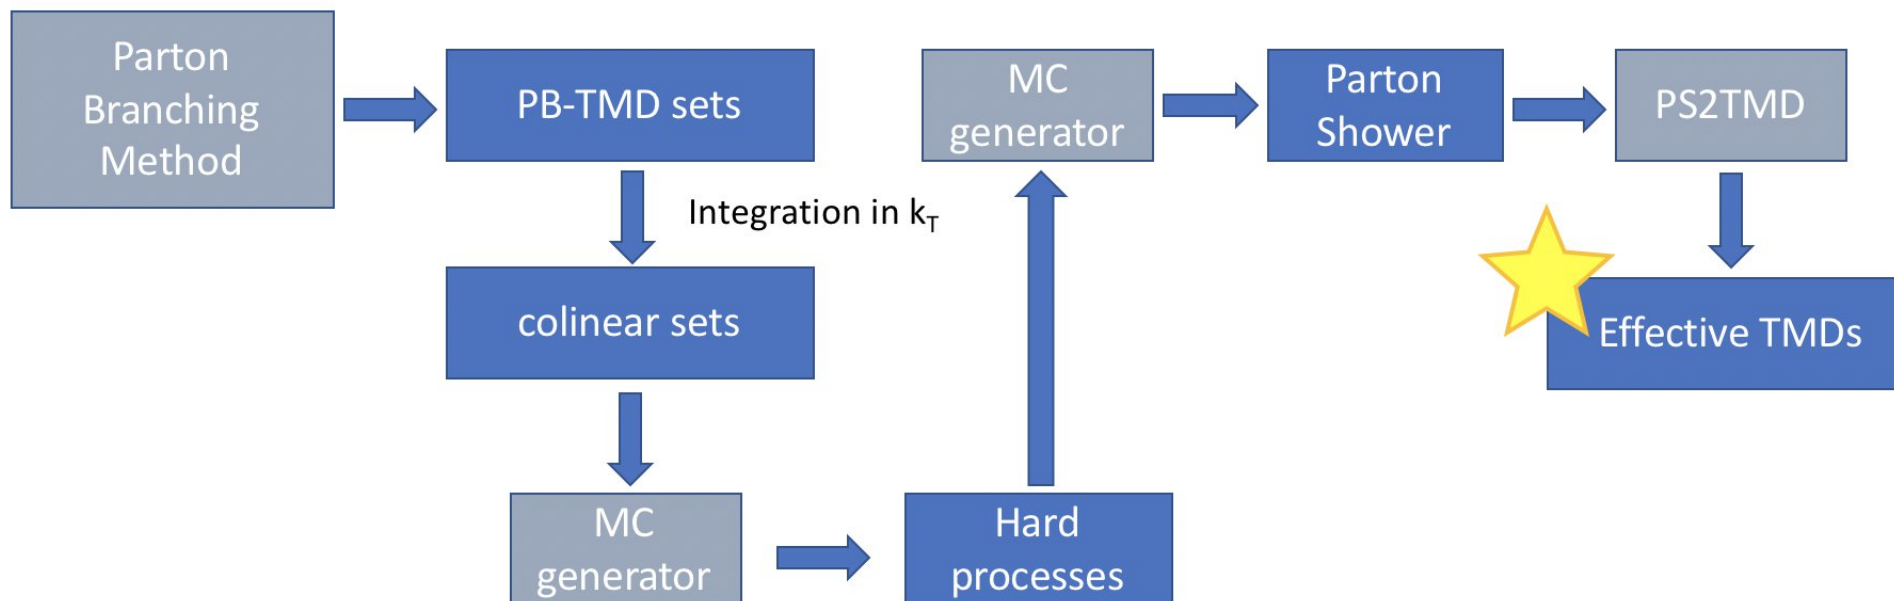 Parton
Branching
Method
PB-TMD sets
Integration in kT
colinear sets
MC
generator
Hard
processes
MC
generator
Parton
Shower
PS2TMD
Effective TMDs